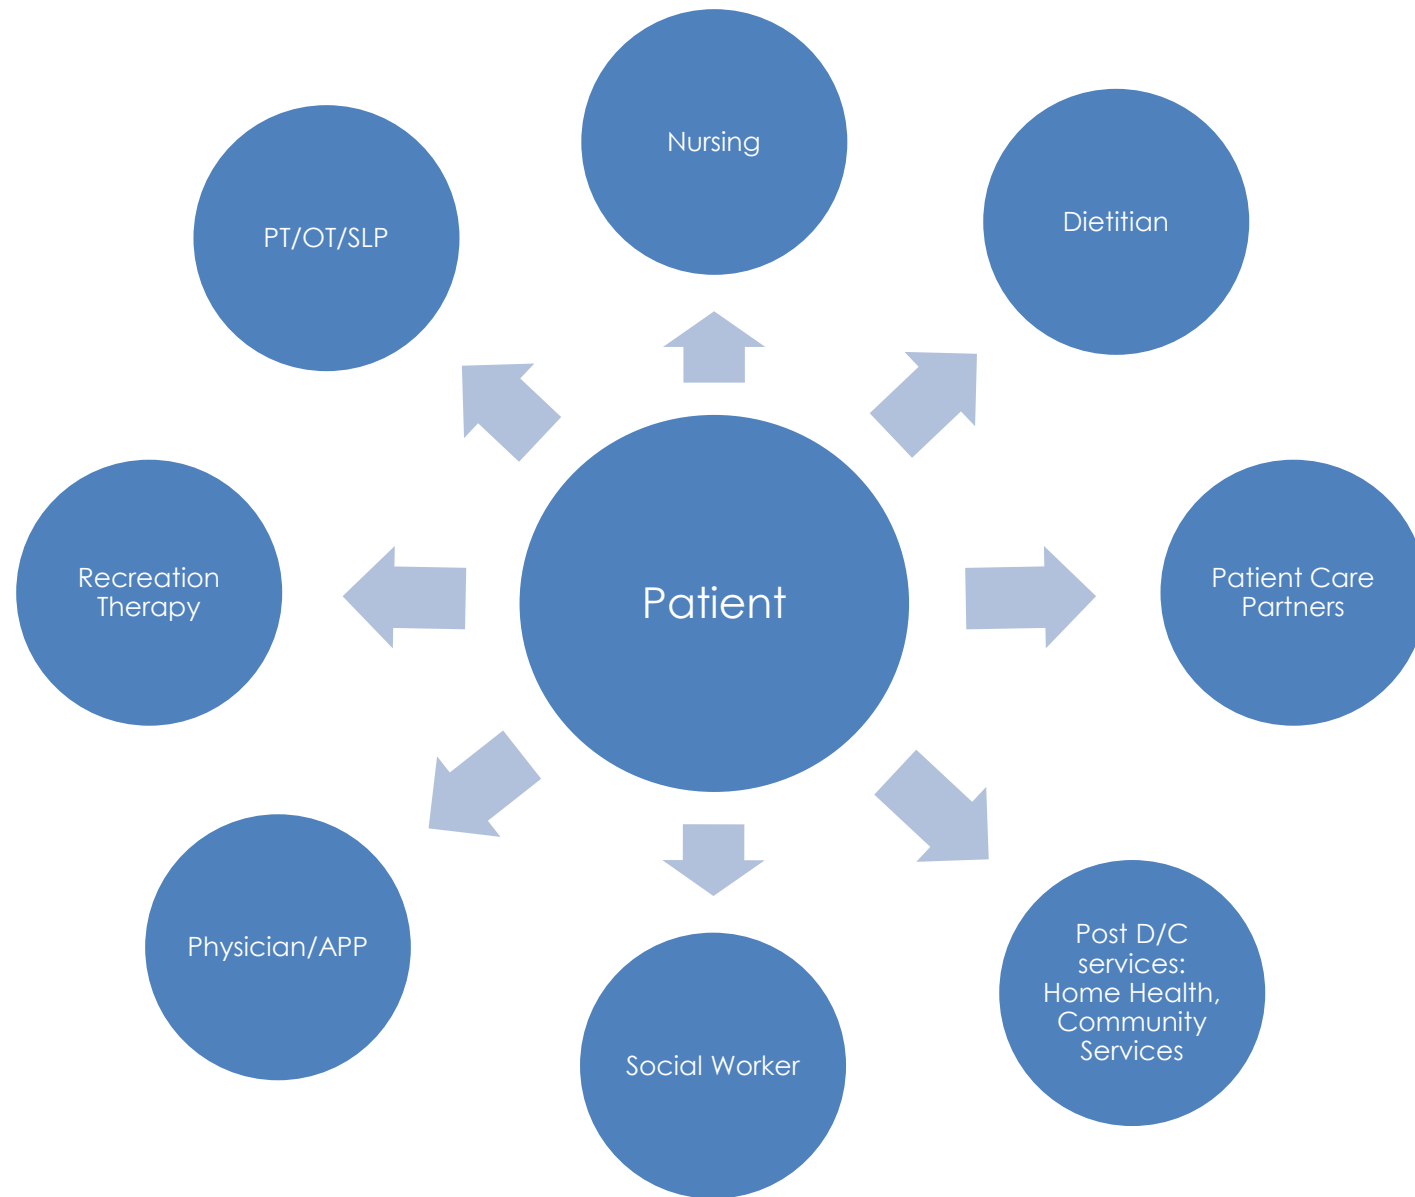 Nursing
Dietitian
PT/OT/SLP
Recreation
Therapy
Patient
Patient Care
Partners
Physician/APP
Post D/C
services:
Home Health,
Community
Services
Social Worker